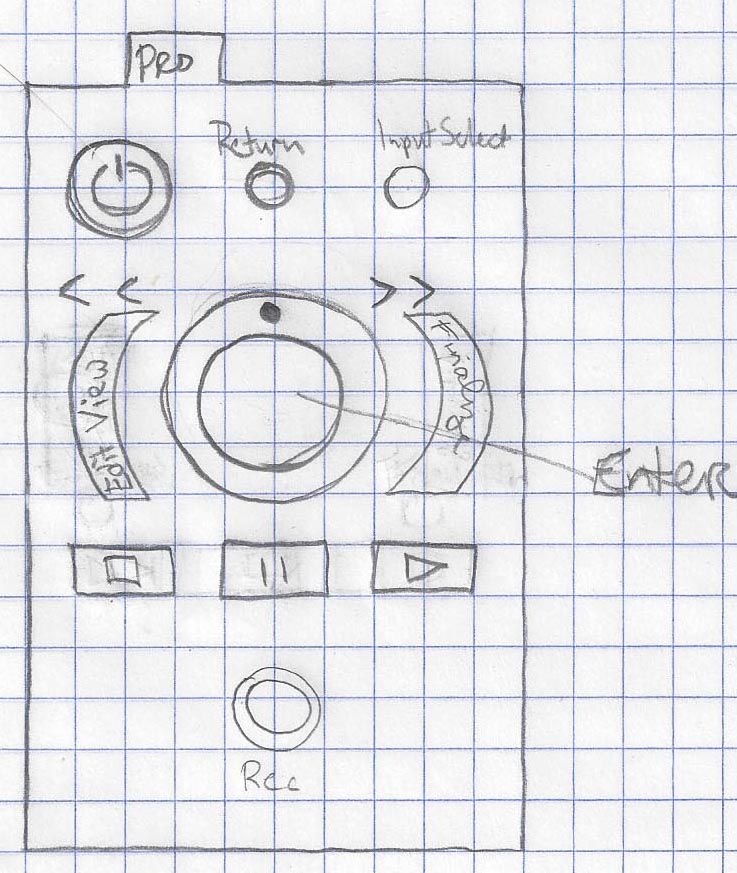 PRO
Return
Input Select
<< >>
Edit View
Finalize
Enter
Rec